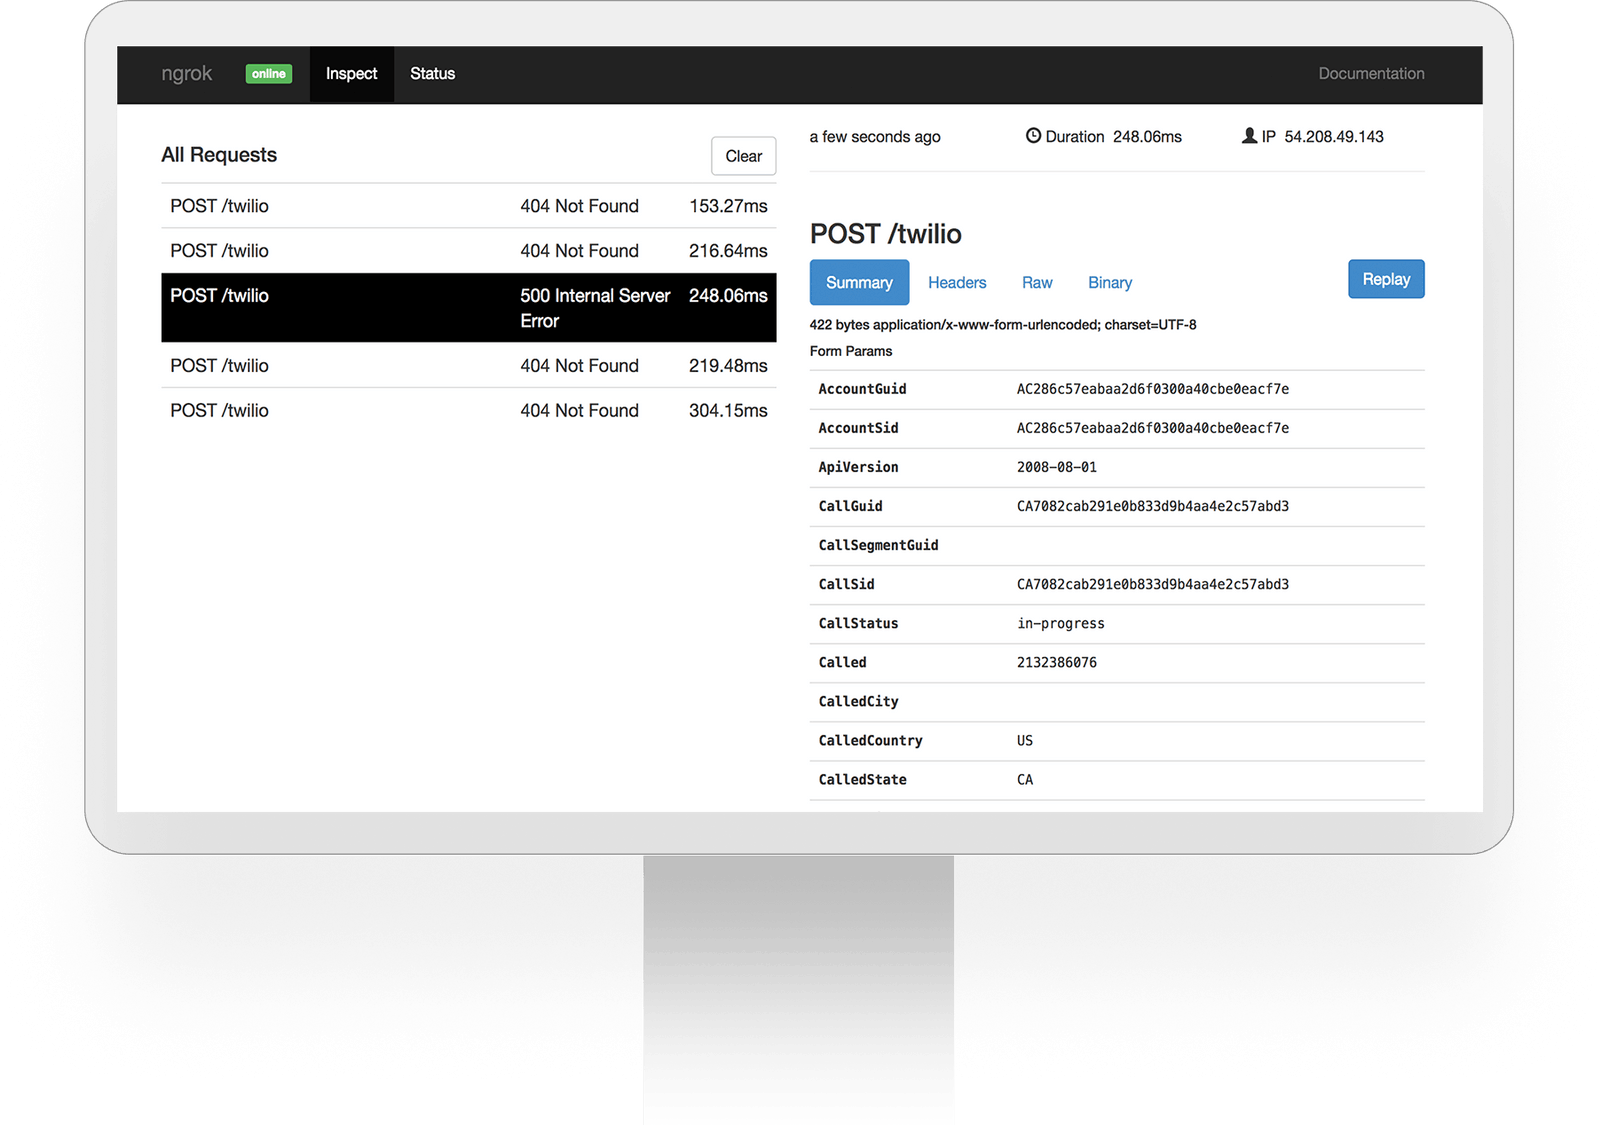 ngrok online Inspect Status Documentation
All Requests Clear
POST /twilio 404 Not Found 153.27ms
POST /twilio 404 Not Found 216.64ms
POST /twilio 500 Internal Server 248.06ms
Error
POST /twilio 404 Not Found 219.48ms
POST /twilio 404 Not Found 304.15ms
a few seconds ago Duration 248.06ms IP 54.208.49.143
POST /twilio
Summary Headers Raw Binary Replay
422 bytes application/x-www-form-urlencoded; charset=UTF-8
Form Params
AccountGuid AC286c57eabaa2d6f0300a40cbe0eacf7e
AccountSid AC286c57eabaa2d6f0300a40cbe0eacf7e
ApiVersion 2008-08-01
CallGuid CA7082cab291e0b833d9b4aa4e2c57abd3
CallSegmentGuid
CallSid CA7082cab291e0b833d9b4aa4e2c57abd3
CallStatus in-progress
Called 2132386076
CalledCity
CalledCountry US
CalledState CA